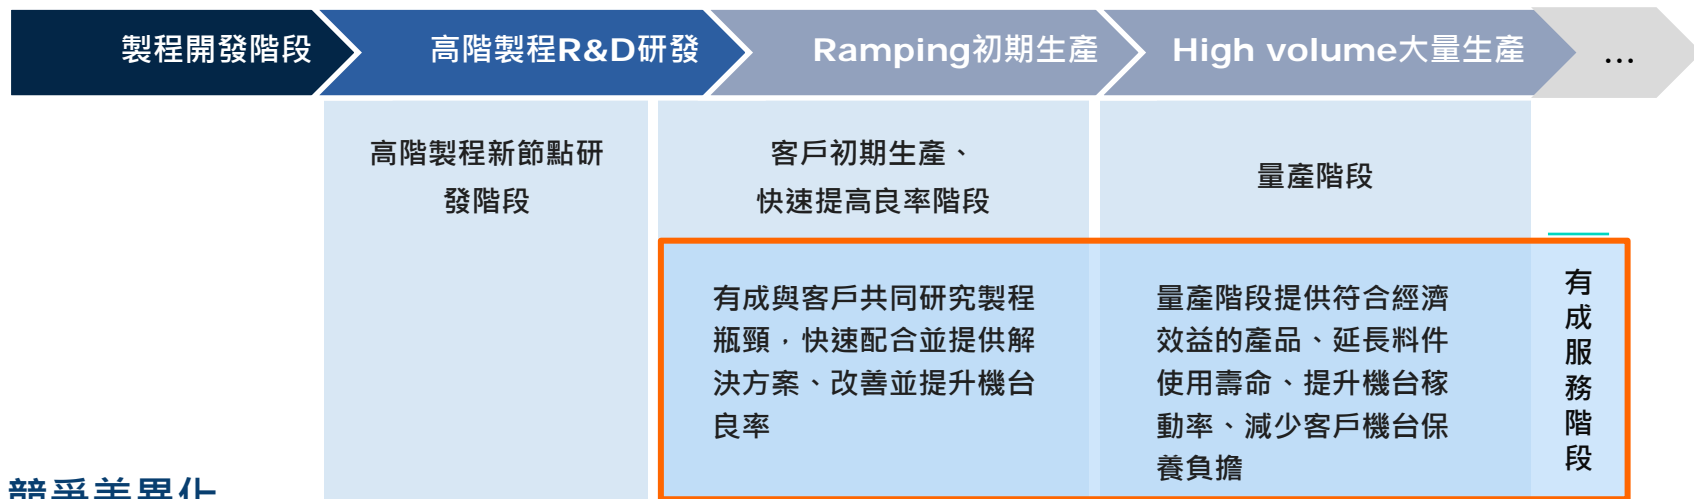 製程開發階段
高階製程R&D研發
Ramping初期生產
High volume大量生產
...
高階製程新節點研
發階段
客戶初期生產、
快速提高良率階段
量產階段
有成與客戶共同研究製程
瓶頸，快速配合並提供解
決方案、改善並提升機台
良率
量產階段提供符合經濟
效益的產品、延長料件
使用壽命、提升機台稼
動率、減少客戶機台保
養負擔
有成服務階段
競爭差異化